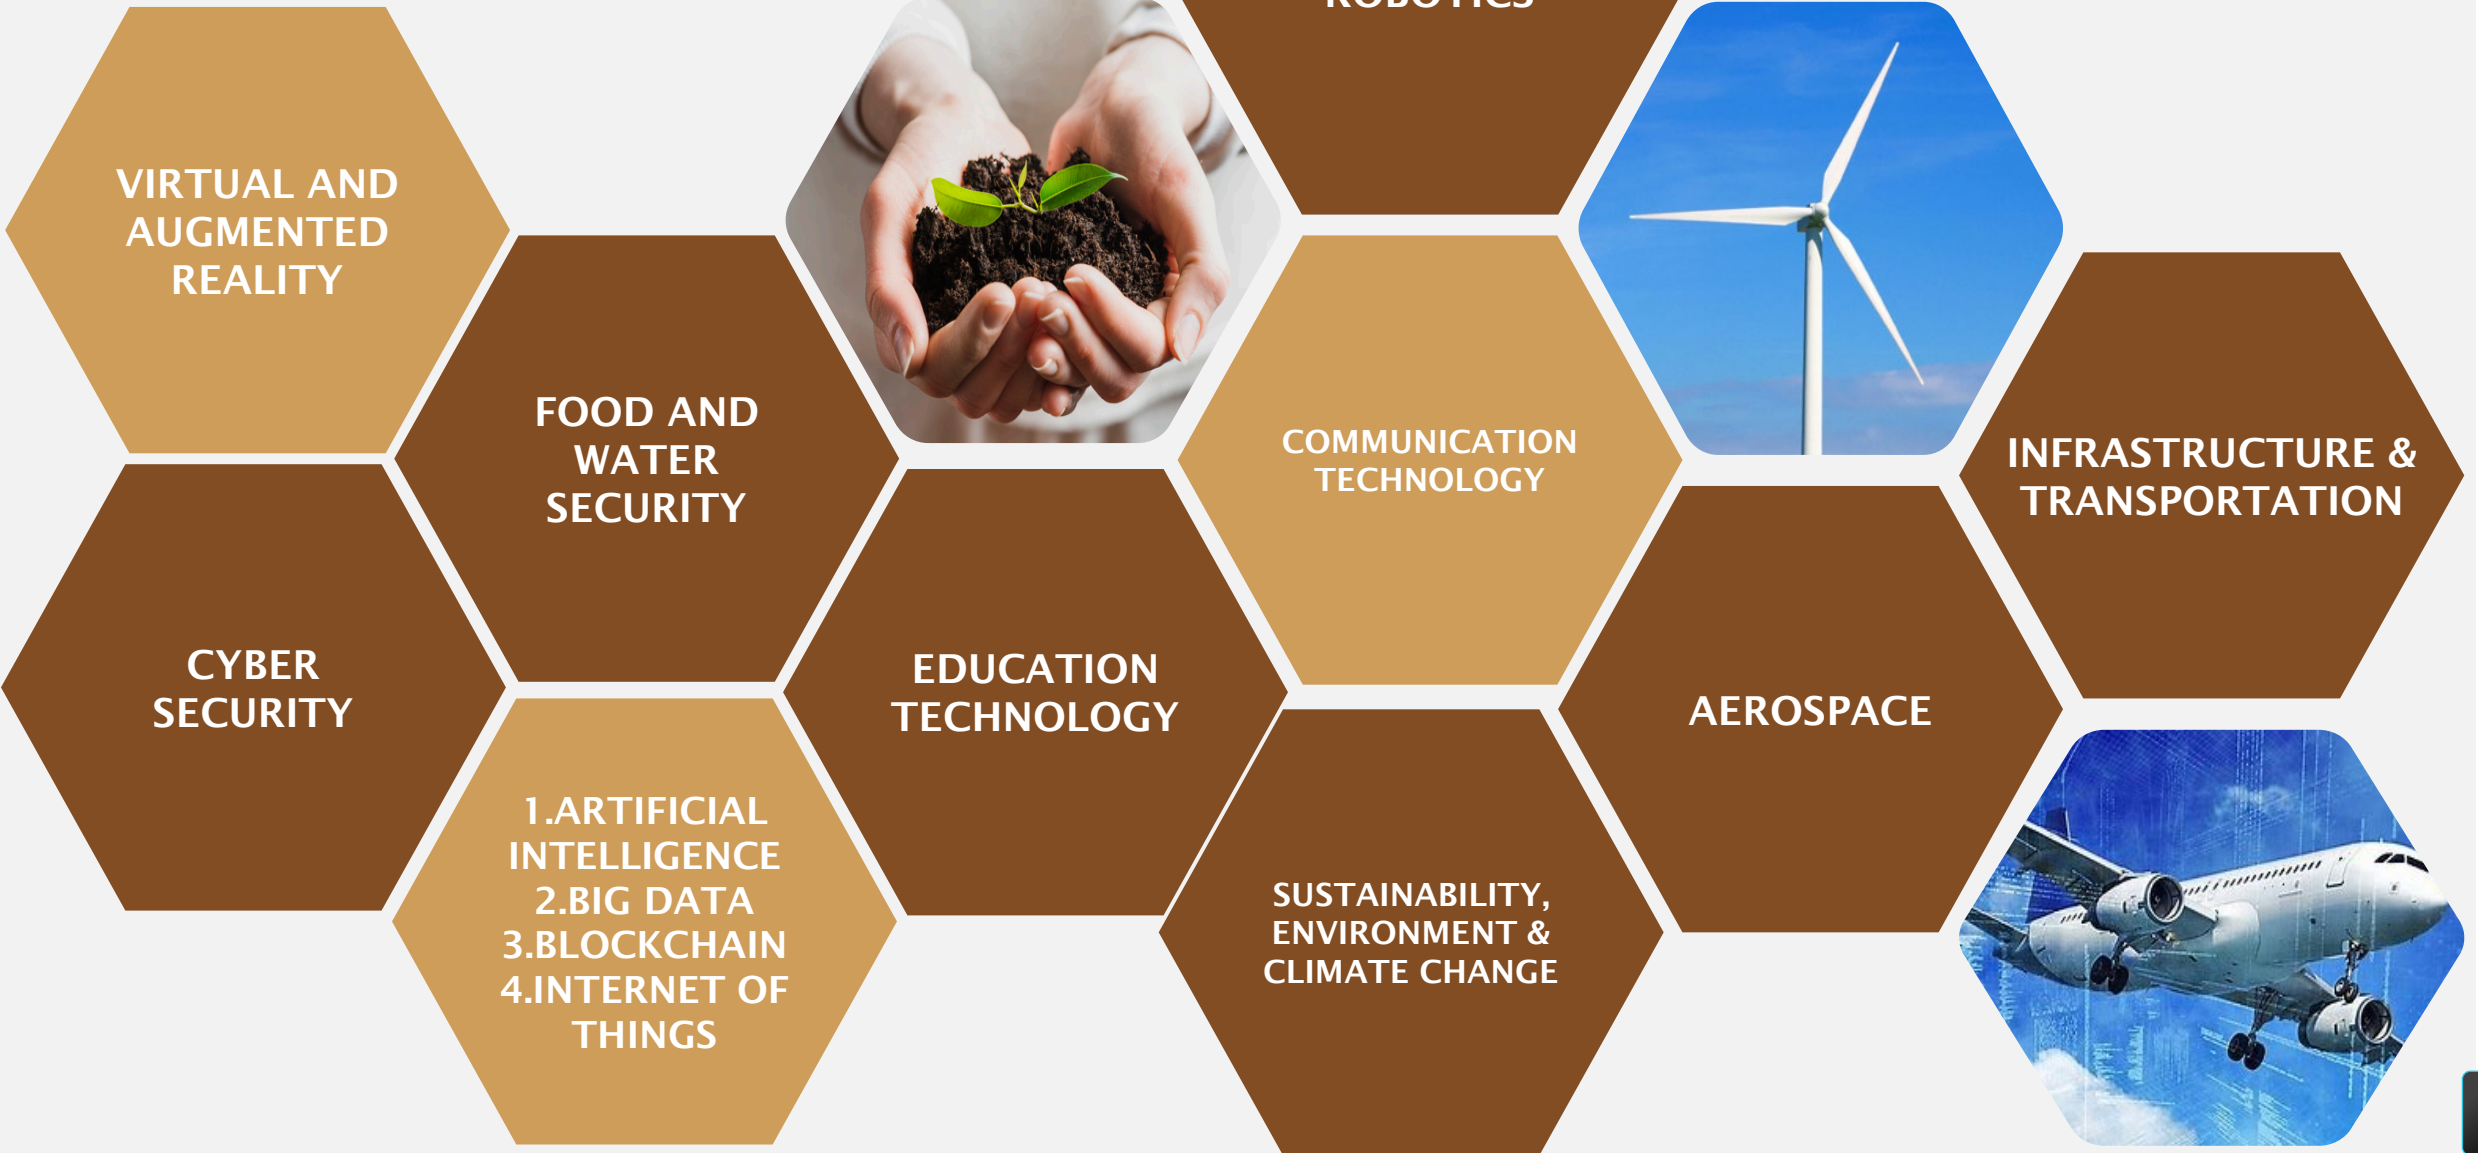 ROBOTICS
VIRTUAL AND
AUGMENTED
REALITY
FOOD AND
WATER
SECURITY
COMMUNICATION
TECHNOLOGY
INFRASTRUCTURE &
TRANSPORTATION
CYBER
SECURITY
EDUCATION
TECHNOLOGY
AEROSPACE
1.ARTIFICIAL
INTELLIGENCE
2.BIG DATA
3.BLOCKCHAIN
4.INTERNET OF
THINGS
SUSTAINABILITY,
ENVIRONMENT &
CLIMATE CHANGE